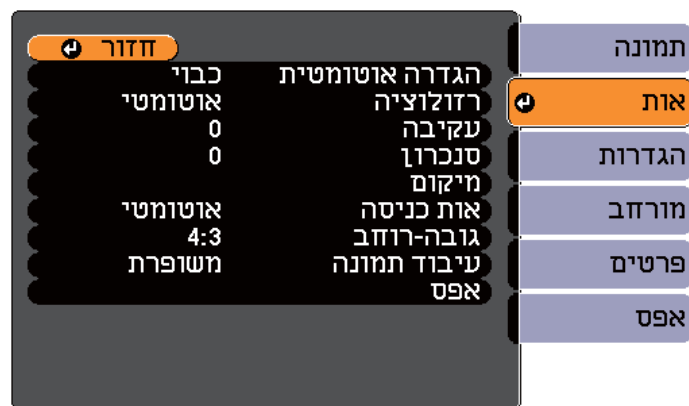 תמונה
אות
הגדרות
מורחב
פרטים
אפס
חזור
הגדרה אוטומטית כבוי
רזולוציה אוטומטי
עקיבה 0
סנכרון 0
מיקום
אות כניסה אוטומטי
גובה-רוחב 4:3
עיבוד תמונה משופרת
אפס